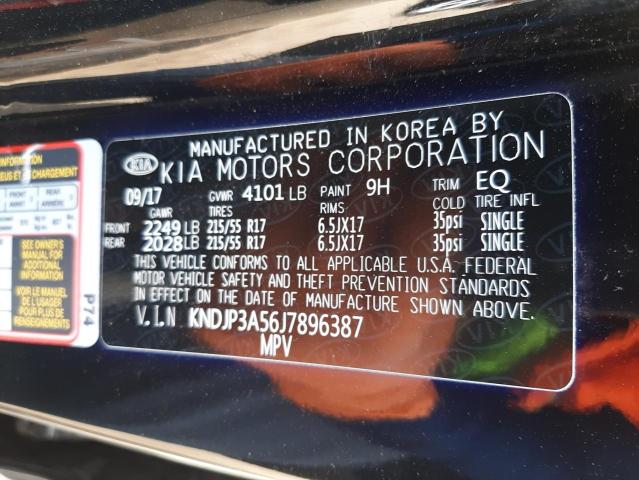 MANUFACTURED IN KOREA BY
KIA KIA MOTORS CORPORATION
09/17 GVWR 4101 LB PAINT 9H TRIM EQ
GAWR TIRES RIMS COLD TIRE INFL
FRONT 2249 LB 215/55 R17 6.5JX17 35psi SINGLE
REAR 2028LB 215/55 R17 6.5JX17 35psi SINGLE
THIS VEHICLE CONFORMS TO ALL APPLICABLE U.S.A. FEDERAL
MOTOR VEHICLE SAFETY AND THEFT PREVENTION STANDARDS
IN EFFECT ON THE DATE OF MANUFACTURE SHOWN ABOVE.
V.I.N KNDJP3A56J7896387
MPV
INFORMATION
EUS ET CHARGEMENT
REAR
ARRIÈRE
SEE OWNER'S
MANUAL FOR
ADDITIONAL
INFORMATION
VOIR LE MANUEL
DE L'USAGER
POUR PLUS DE
RENSEIGNEMENTS
P74